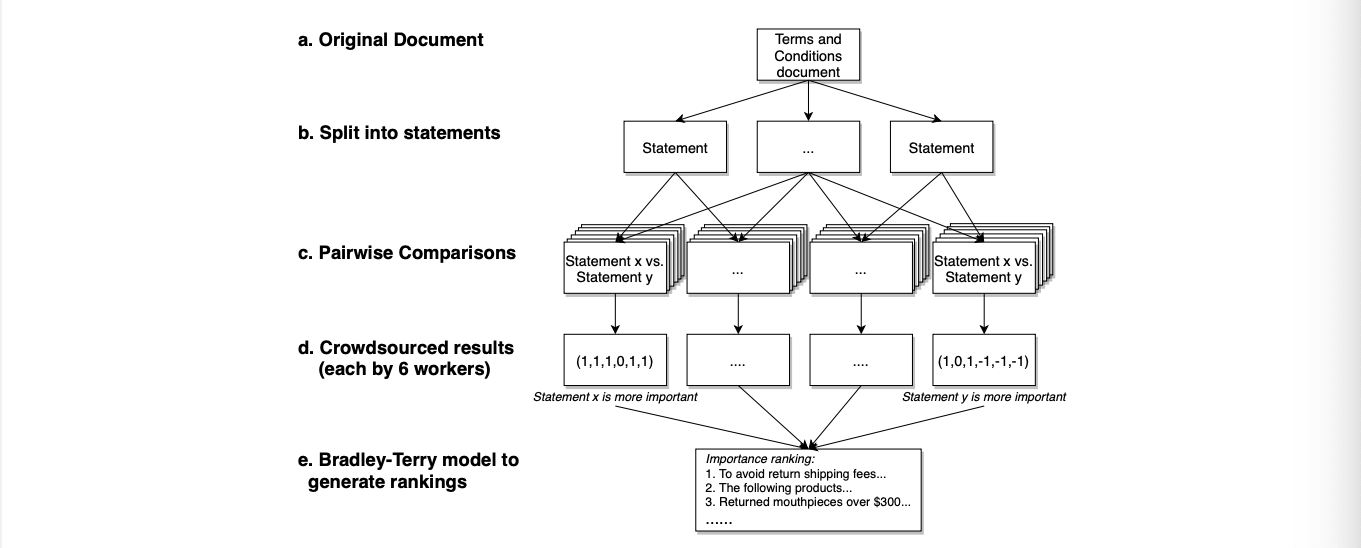 a. Original Document
Terms and
Conditions
document
b. Split into statements
Statement
...
Statement
c. Pairwise Comparisons
Statement x vs.
Statement y
...
...
Statement x vs.
Statement y
d. Crowdsourced results
(each by 6 workers)
(1,1,1,0,1,1)
....
....
(1,0,1,-1,-1,-1)
Statement x is more important
Statement y is more important
e. Bradley-Terry model to
generate rankings
Importance ranking:
1. To avoid return shipping fees...
2. The following products...
3. Returned mouthpieces over $300...
......